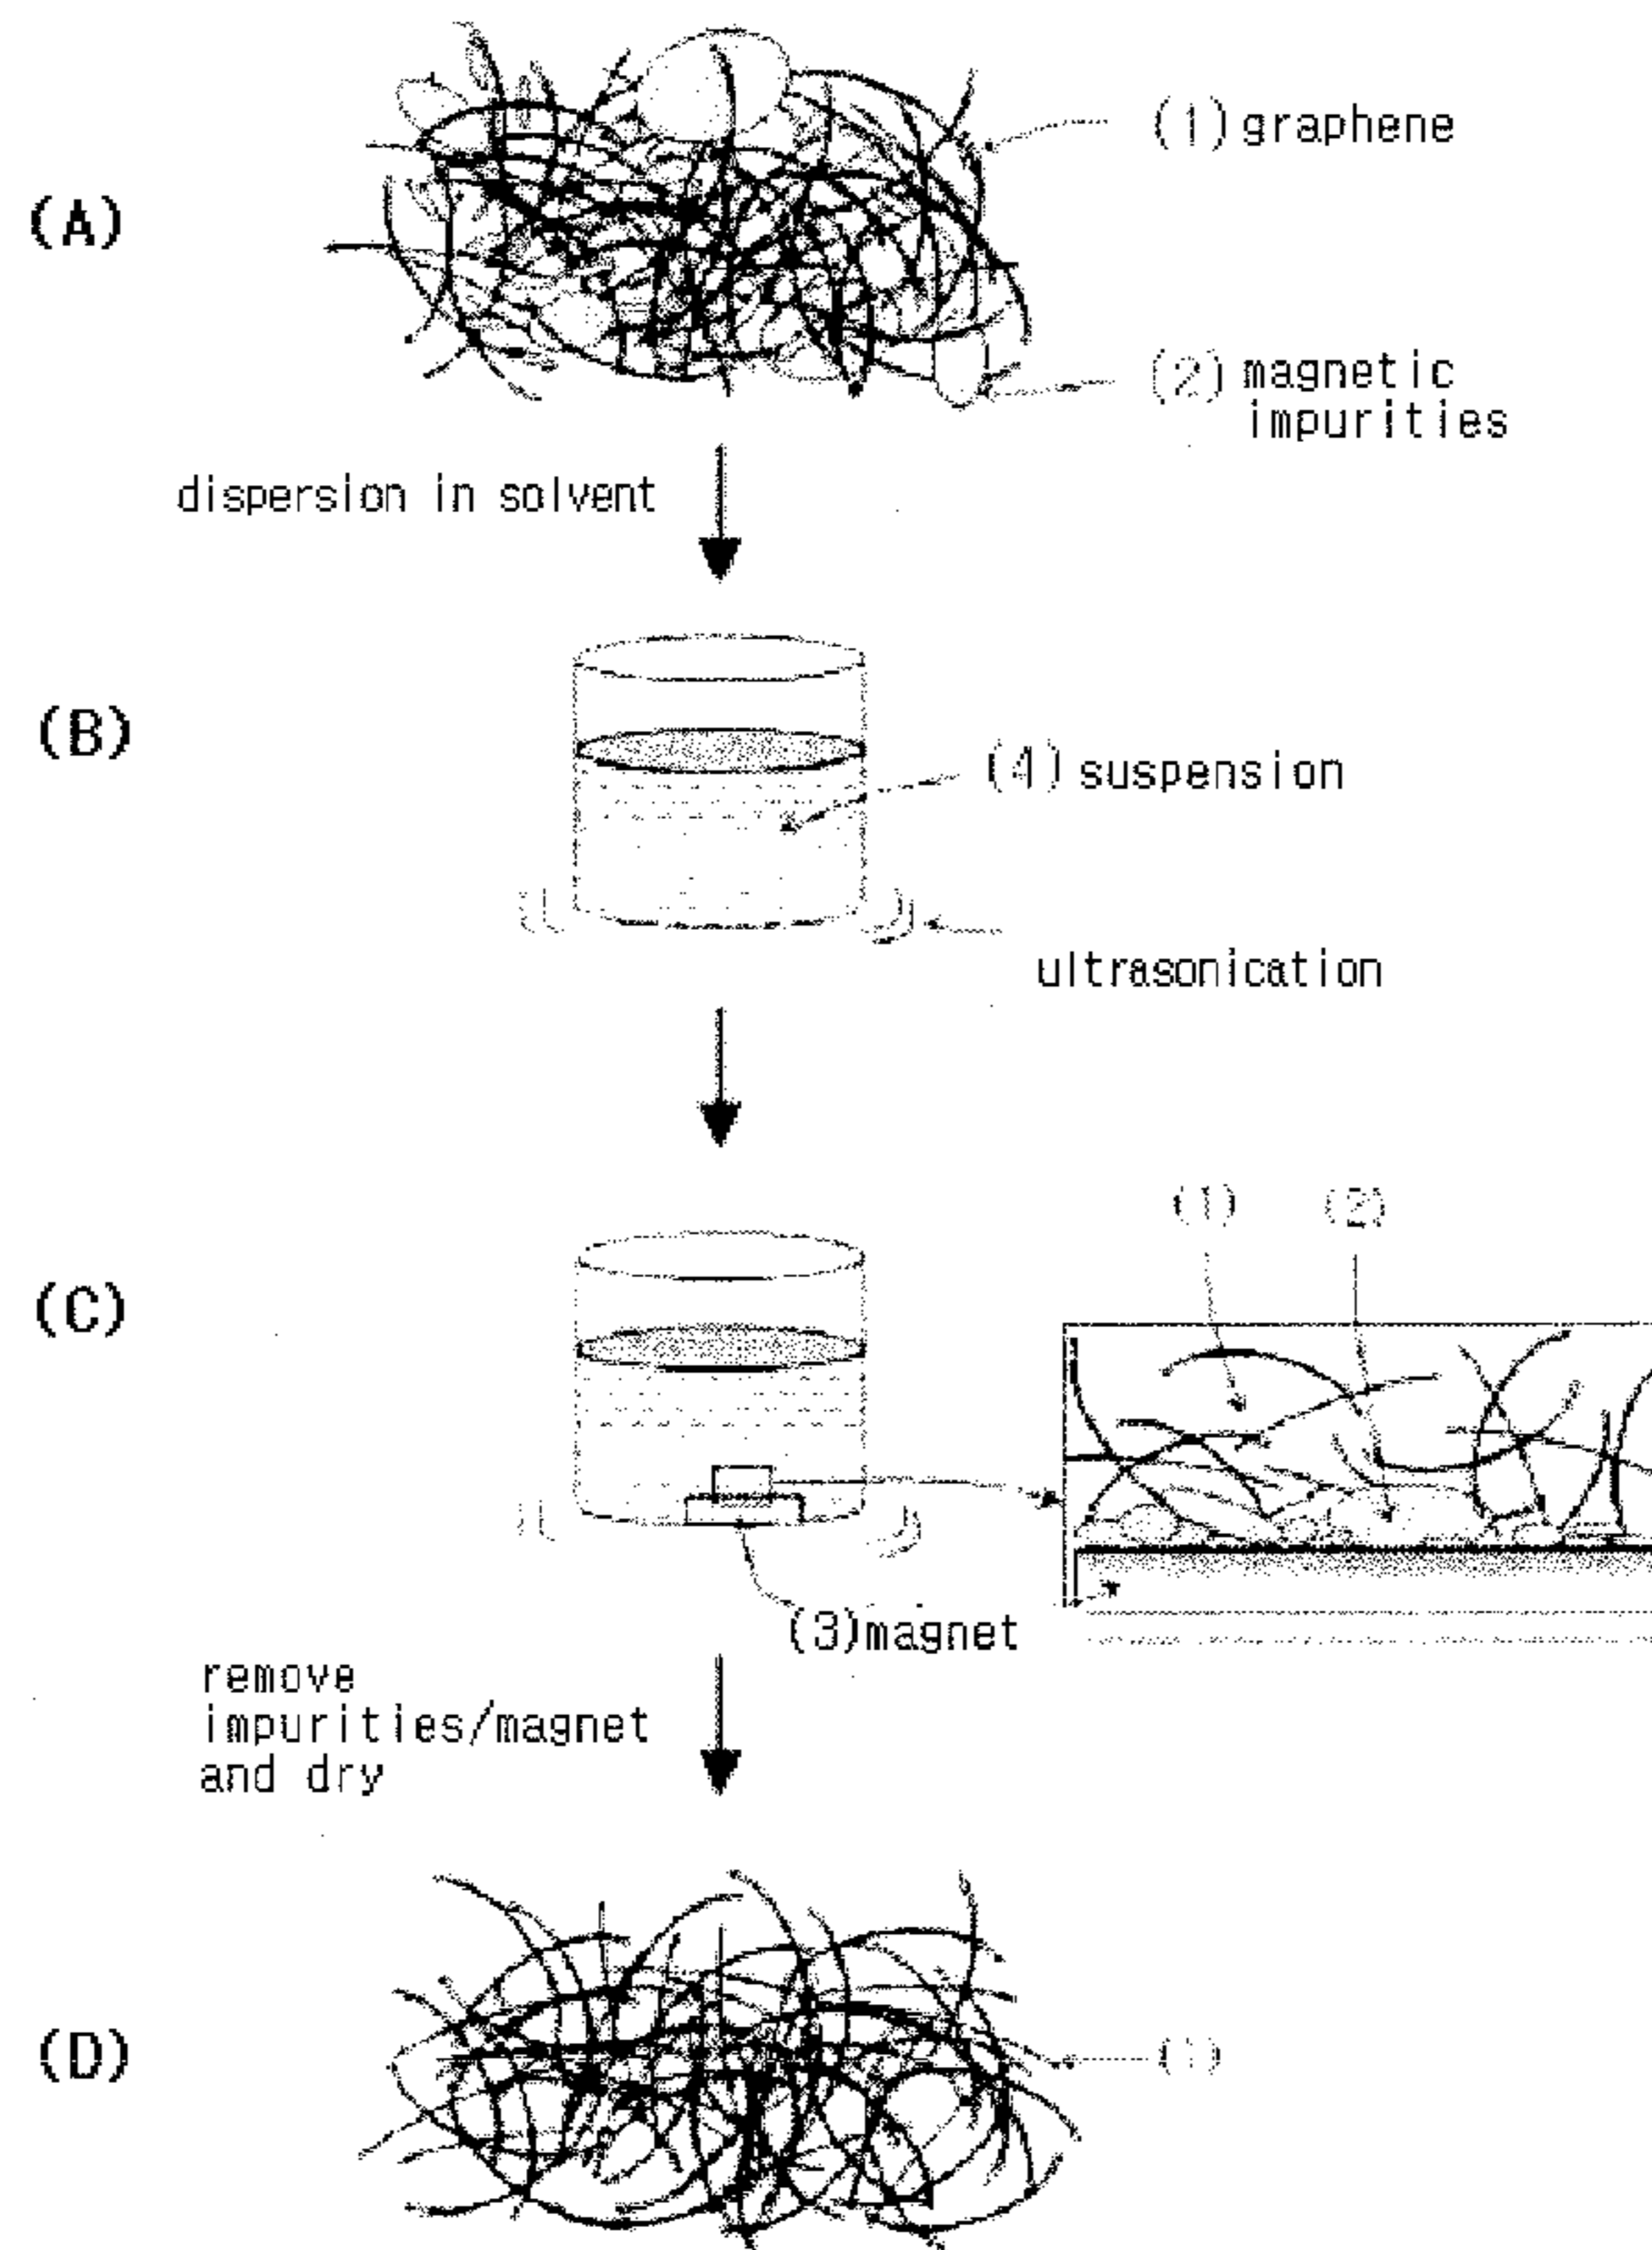 (A)
(1) graphene
(2) magnetic
impurities
dispersion in solvent
(B)
(4) suspension
ultrasonication
(C)
(1) (2)
(3)magnet
remove
impurities/magnet
and dry
(D)
(1)